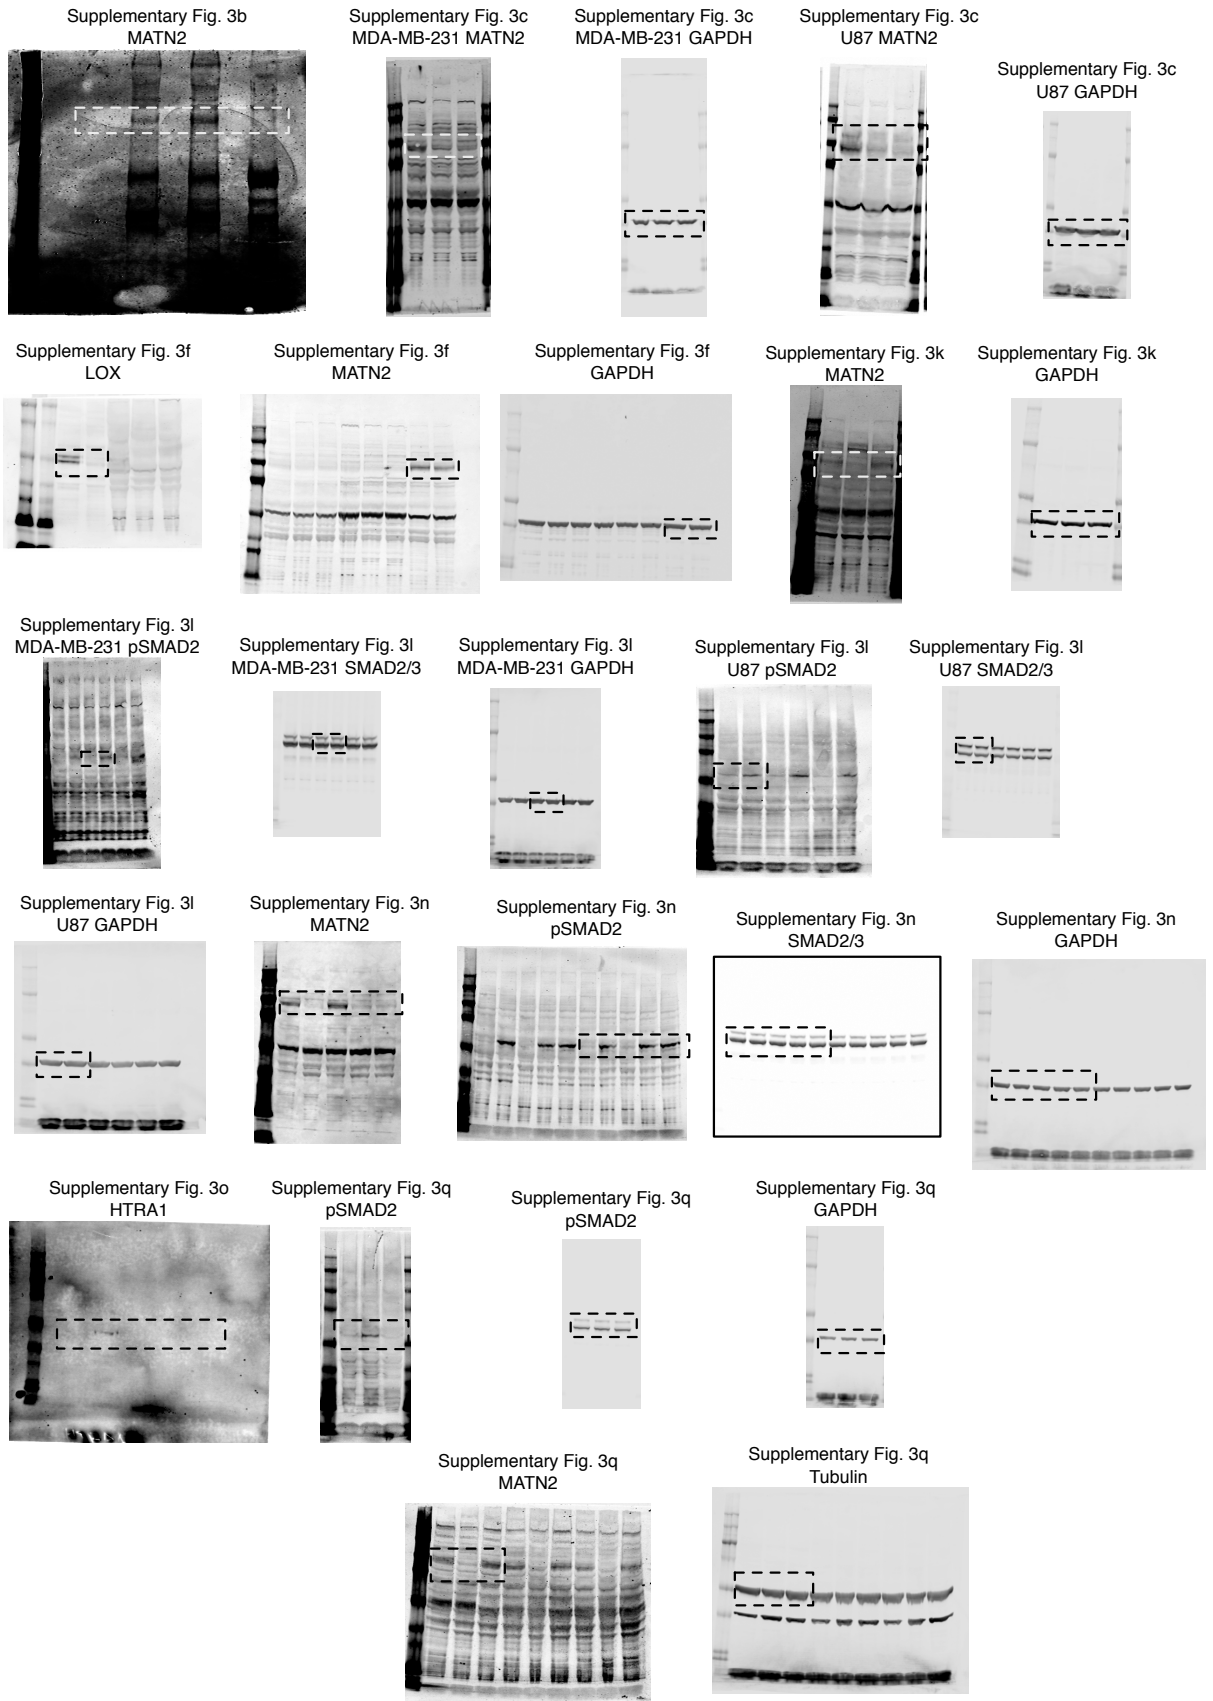 Supplementary Fig. 3b
MATN2
Supplementary Fig. 3c
MDA-MB-231 MATN2
Supplementary Fig. 3c
MDA-MB-231 GAPDH
Supplementary Fig. 3c
U87 MATN2
Supplementary Fig. 3c
U87 GAPDH
Supplementary Fig. 3f
LOX
Supplementary Fig. 3f
MATN2
Supplementary Fig. 3f
GAPDH
Supplementary Fig. 3k
MATN2
Supplementary Fig. 3k
GAPDH
Supplementary Fig. 3l
MDA-MB-231 pSMAD2
Supplementary Fig. 3l
MDA-MB-231 SMAD2/3
Supplementary Fig. 3l
MDA-MB-231 GAPDH
Supplementary Fig. 3l
U87 pSMAD2
Supplementary Fig. 3l
U87 SMAD2/3
Supplementary Fig. 3l
U87 GAPDH
Supplementary Fig. 3n
MATN2
Supplementary Fig. 3n
pSMAD2
Supplementary Fig. 3n
SMAD2/3
Supplementary Fig. 3n
GAPDH
Supplementary Fig. 3o
HTRA1
Supplementary Fig. 3q
pSMAD2
Supplementary Fig. 3q
pSMAD2
Supplementary Fig. 3q
GAPDH
Supplementary Fig. 3q
MATN2
Supplementary Fig. 3q
Tubulin